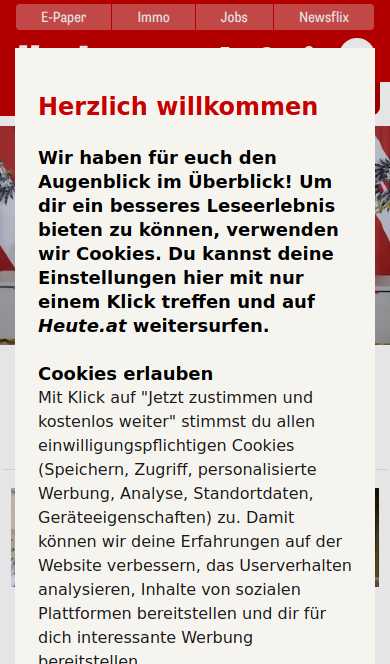 E-Paper
Immo
Jobs
Newsflix
Herzlich willkommen
Wir haben für euch den
Augenblick im Überblick! Um
dir ein besseres Leseerlebnis
bieten zu können, verwenden
wir Cookies. Du kannst deine
Einstellungen hier mit nur
einem Klick treffen und auf
Heute.at weitersurfen.
Cookies erlauben
Mit Klick auf "Jetzt zustimmen und
kostenlos weiter" stimmst du allen
einwilligungspflichtigen Cookies
(Speichern, Zugriff, personalisierte
Werbung, Analyse, Standortdaten,
Geräteeigenschaften) zu. Damit
können wir deine Erfahrungen auf der
Website verbessern, das Userverhalten
analysieren, Inhalte von sozialen
Plattformen bereitstellen und dir für
dich interessante Werbung
bereitstellen